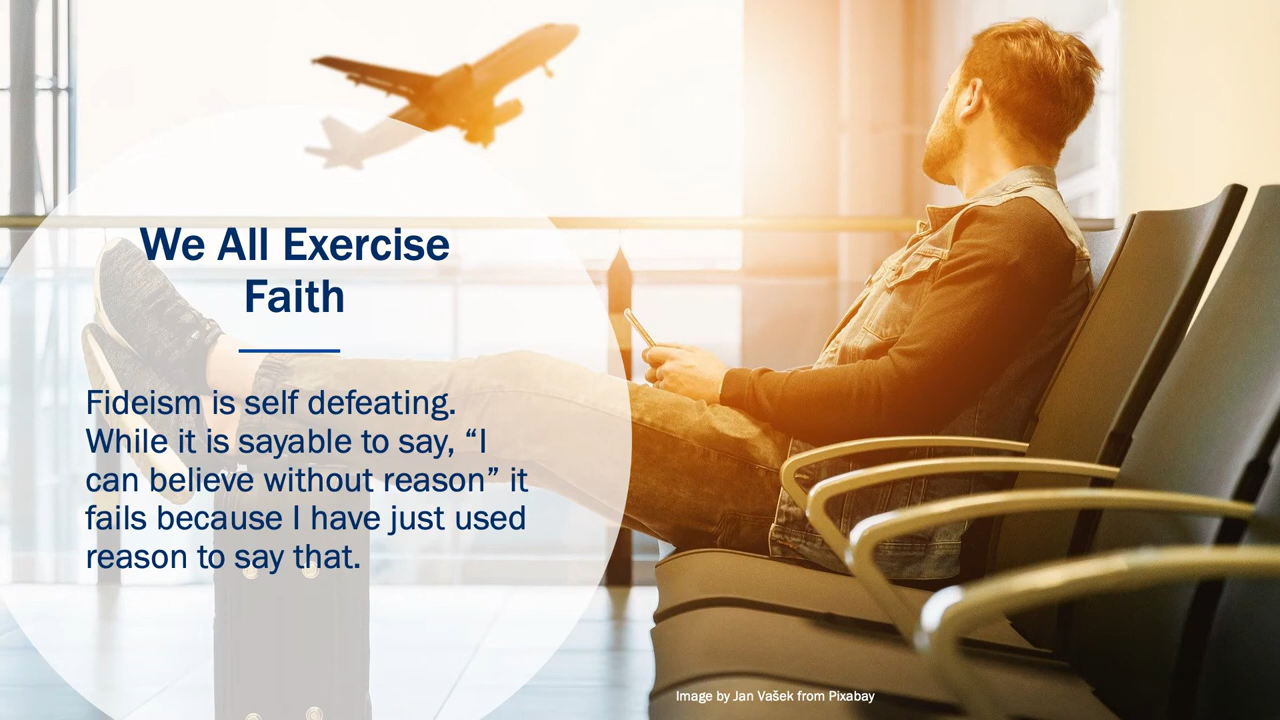 We All Exercise
Faith
Fideism is self defeating.
While it is sayable to say, “I
can believe without reason” it
fails because I have just used
reason to say that.
Image by Jan Vašek from Pixabay